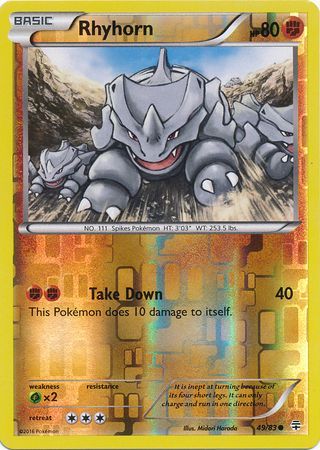 BASIC
Rhyhorn
HP80
NO. 111 Spikes Pokémon HT: 3'03" WT: 253.5 lbs.
Take Down 40
This Pokémon does 10 damage to itself.
weakness resistance
×2
retreat
It is inept at turning because of
its four short legs. It can only
charge and run in one direction.
©2016 Pokémon
Illus. Midori Harada
49/83